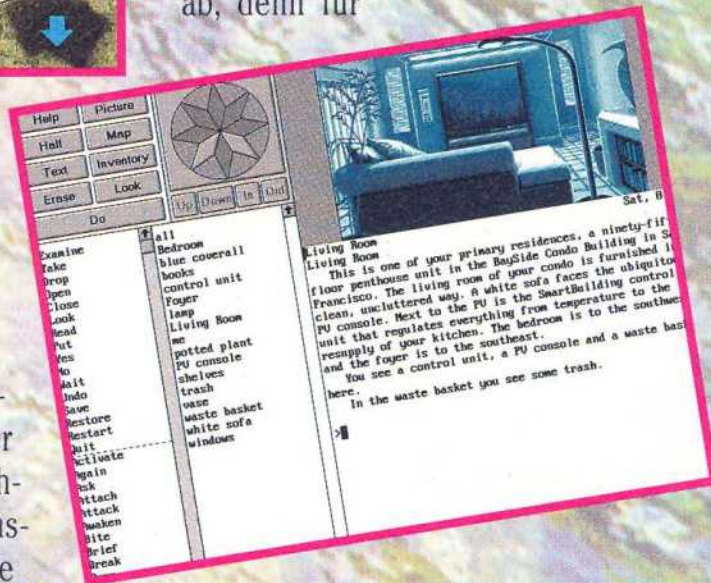 ab, denn für
Help
Picture
Half
Map
Text
Inventory
Erase
Look
Do
Up
Down
In
Out
Examine
Take
Drop
Open
Close
Look
Read
Put
Yes
No
Wait
Undo
Save
Restore
Restart
Quit
Activate
Again
Ask
Attach
Attack
Awaken
Bite
Brief
Break
all
Bedroom
blue coverall
books
control unit
Foyer
lamp
Living Room
me
potted plant
PV console
shelves
trash
vase
waste basket
white sofa
windows
Sat, 8
Living Room
Living Room
This is one of your primary residences, a ninety-fif
floor penthouse unit in the BaySide Condo Building in S
Francisco. The living room of your condo is furnished i
clean, uncluttered way. A white sofa faces the ubiquito
PV console. Next to the PV is the SmartBuilding control
unit that regulates everything from temperature to the
resupply of your kitchen. The bedroom is to the southwe
and the foyer is to the southeast.
You see a control unit, a PV console and a waste bas
here.
In the waste basket you see some trash.
>
r
h-
us-
e